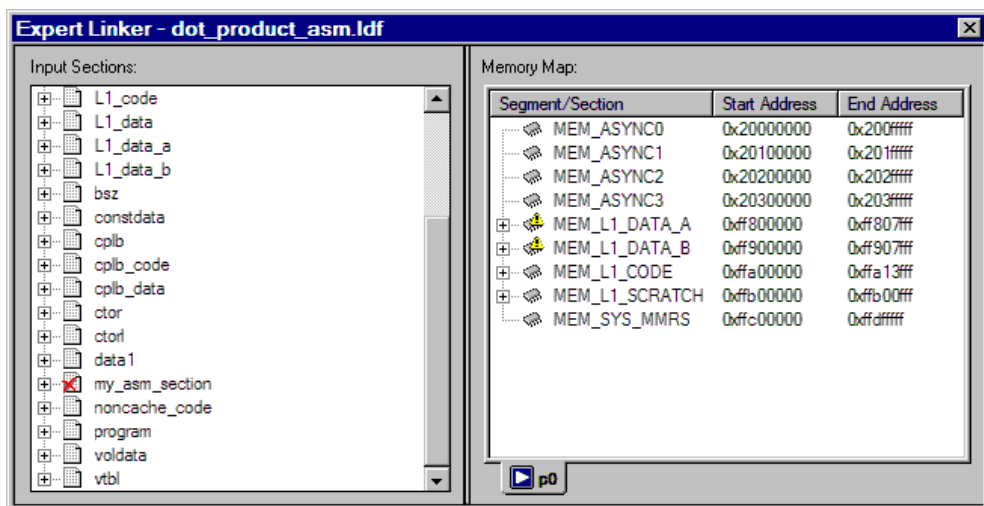 Expert Linker - dot_product_asm.ldf
Input Sections:
L1_code
L1_data
L1_data_a
L1_data_b
bsz
constdata
cplb
cplb_code
cplb_data
ctor
ctorl
data1
my_asm_section
noncache_code
program
voldata
vtbl
Memory Map:
Segment/Section Start Address End Address
MEM_ASYNC0 0x20000000 0x200fffff
MEM_ASYNC1 0x20100000 0x201fffff
MEM_ASYNC2 0x20200000 0x202fffff
MEM_ASYNC3 0x20300000 0x203fffff
MEM_L1_DATA_A 0xff800000 0xff807fff
MEM_L1_DATA_B 0xff900000 0xff907fff
MEM_L1_CODE 0xffa00000 0xffa13fff
MEM_L1_SCRATCH 0xffb00000 0xffb00fff
MEM_SYS_MMRS 0xffc00000 0xffdfffff
p0